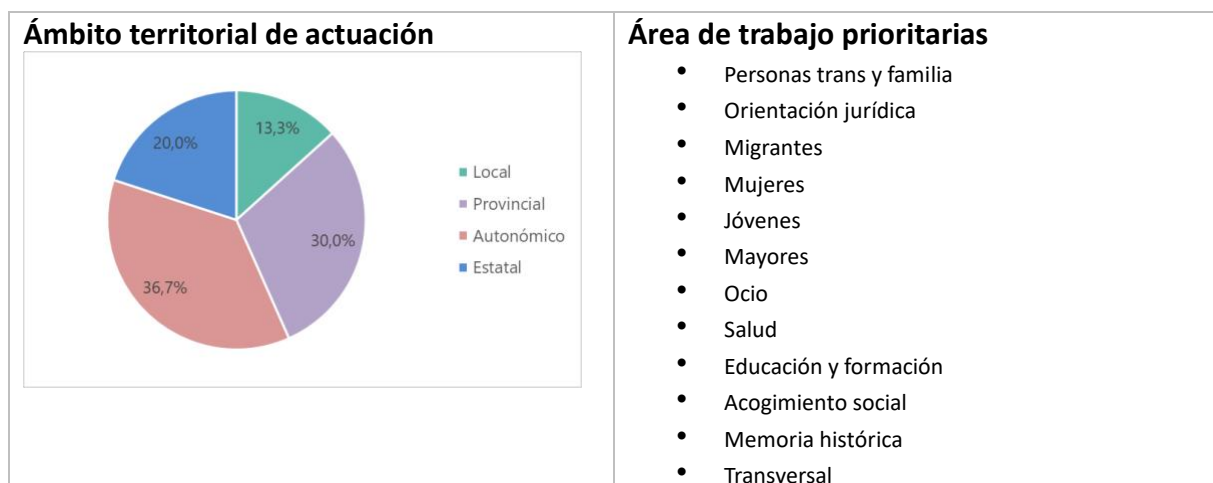 Ámbito territorial de actuación
13,3%
20,0%
30,0%
36,7%
Local
Provincial
Autonómico
Estatal
Área de trabajo prioritarias
• Personas trans y familia
• Orientación jurídica
• Migrantes
• Mujeres
• Jóvenes
• Mayores
• Ocio
• Salud
• Educación y formación
• Acogimiento social
• Memoria histórica
• Transversal